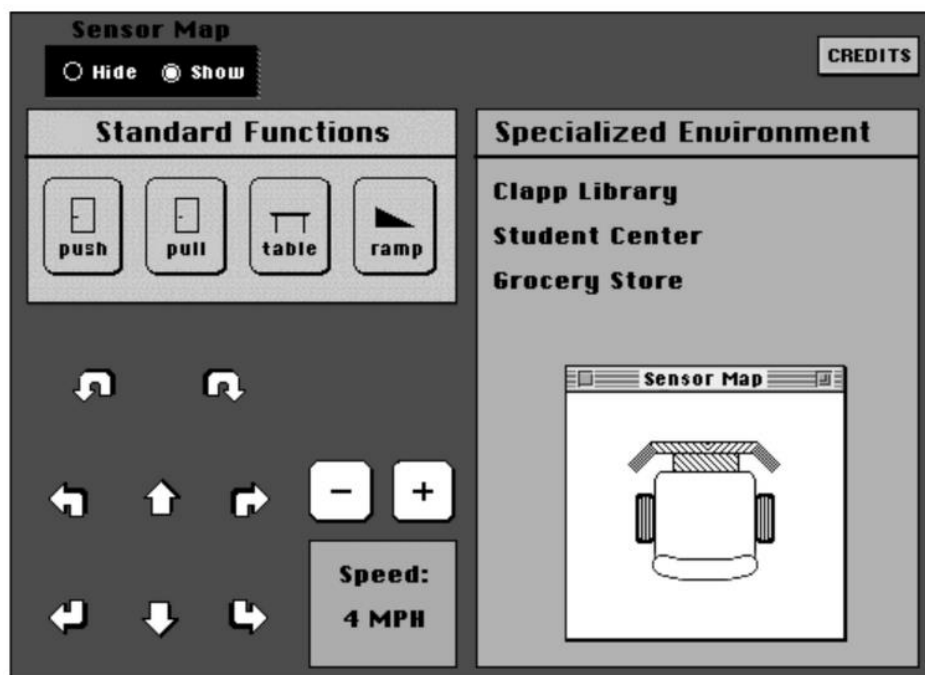 Sensor Map
Hide Show
CREDITS
Standard Functions
push pull table ramp
Specialized Environment
Clapp Library
Student Center
Grocery Store
Sensor Map
- +
Speed:
4 MPH